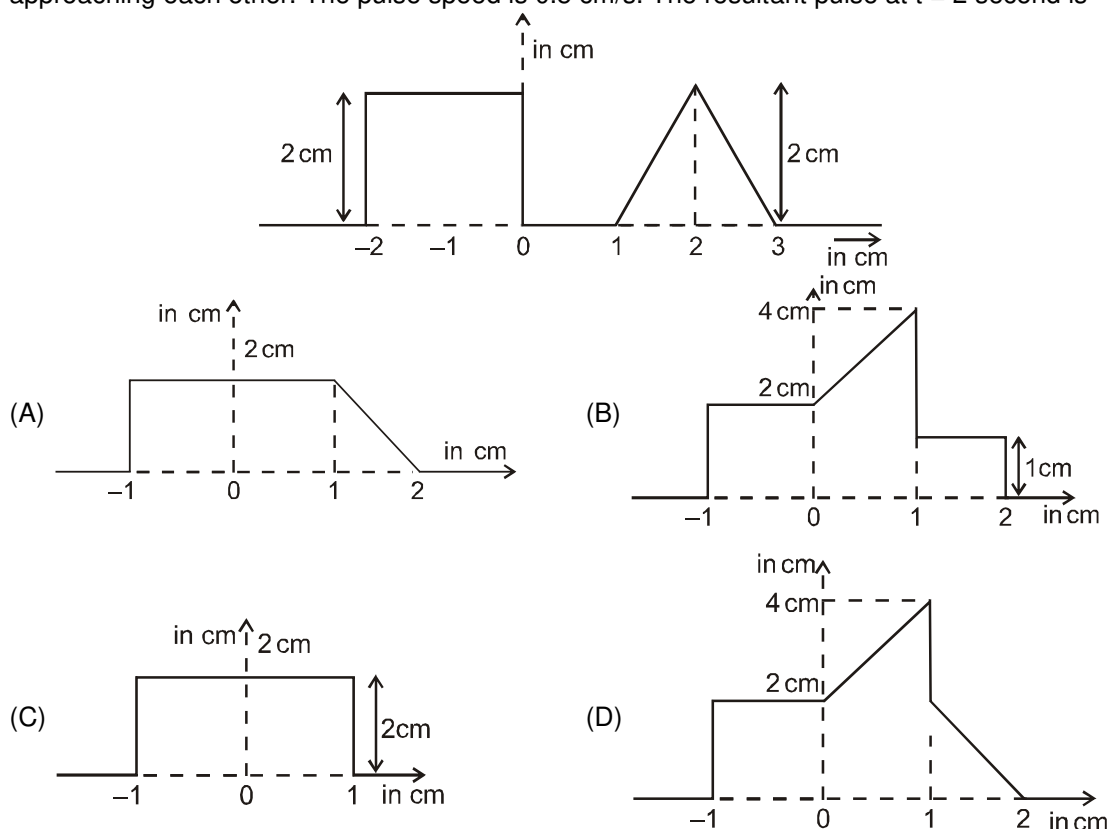 approaching each other. The pulse speed is 0.5 cm/s. The resultant pulse at t = 2 second is
in cm
2 cm
2 cm
–2 –1 0 1 2 3
in cm
in cm
2 cm
(A)
in cm
–1 0 1 2
in cm
4 cm
2 cm
(B)
1cm
–1 0 1 2 in cm
in cm 2 cm
(C)
2cm
–1 0 1 in cm
in cm
4 cm
2 cm
(D)
–1 0 1 2 in cm